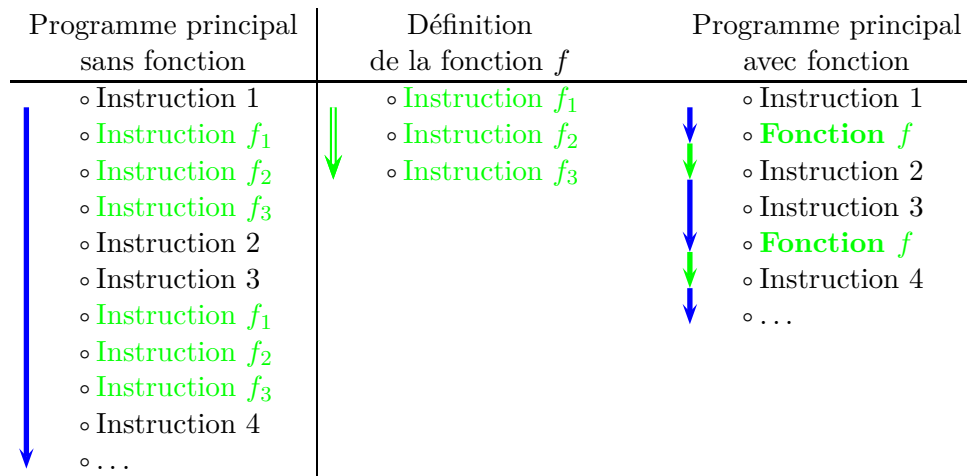 Programme principal
sans fonction
◦ Instruction 1
◦ Instruction f₁
◦ Instruction f₂
◦ Instruction f₃
◦ Instruction 2
◦ Instruction 3
◦ Instruction f₁
◦ Instruction f₂
◦ Instruction f₃
◦ Instruction 4
◦ ...
Définition
de la fonction f
◦ Instruction f₁
◦ Instruction f₂
◦ Instruction f₃
Programme principal
avec fonction
◦ Instruction 1
◦ Fonction f
◦ Instruction 2
◦ Instruction 3
◦ Fonction f
◦ Instruction 4
◦ ...